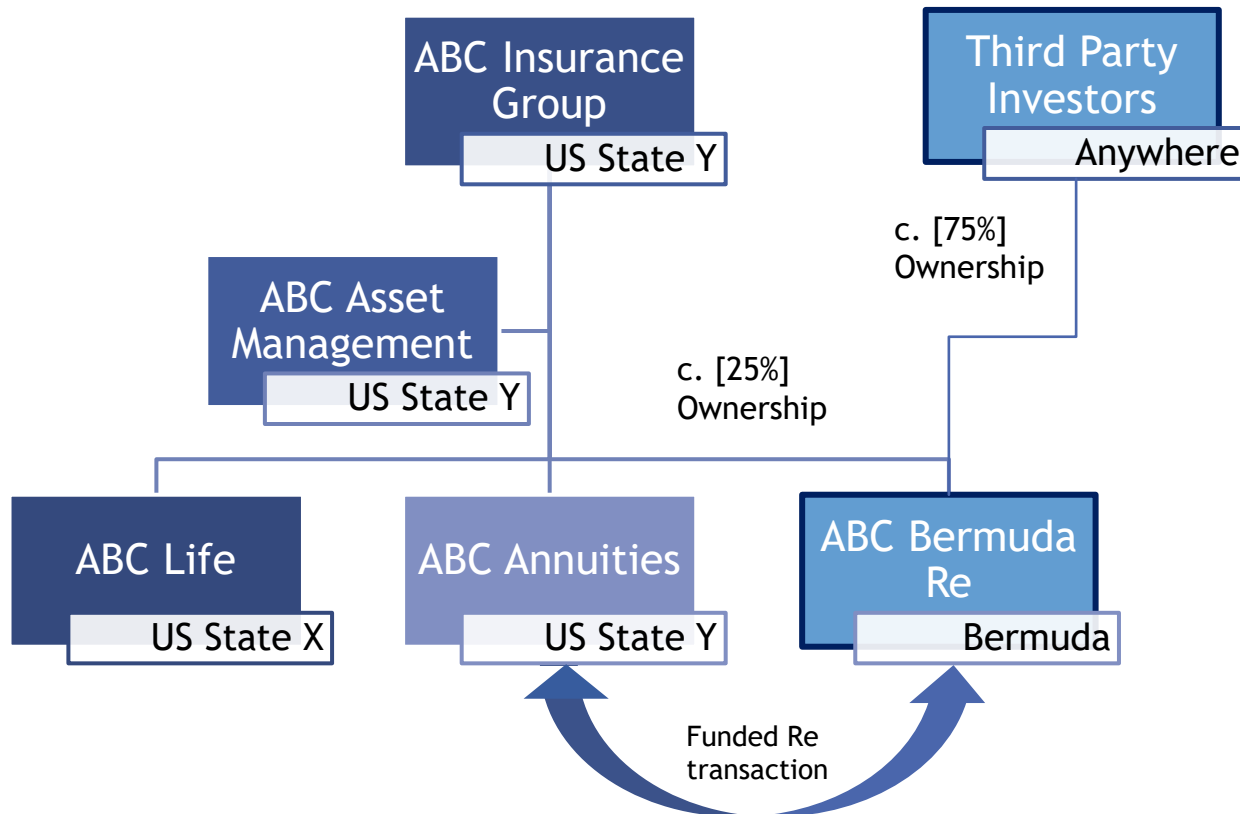 ABC Insurance
Group
US State Y
Third Party
Investors
Anywhere
c. [75%]
Ownership
ABC Asset
Management
US State Y
c. [25%]
Ownership
ABC Life
US State X
ABC Annuities
US State Y
ABC Bermuda
Re
Bermuda
Funded Re
transaction